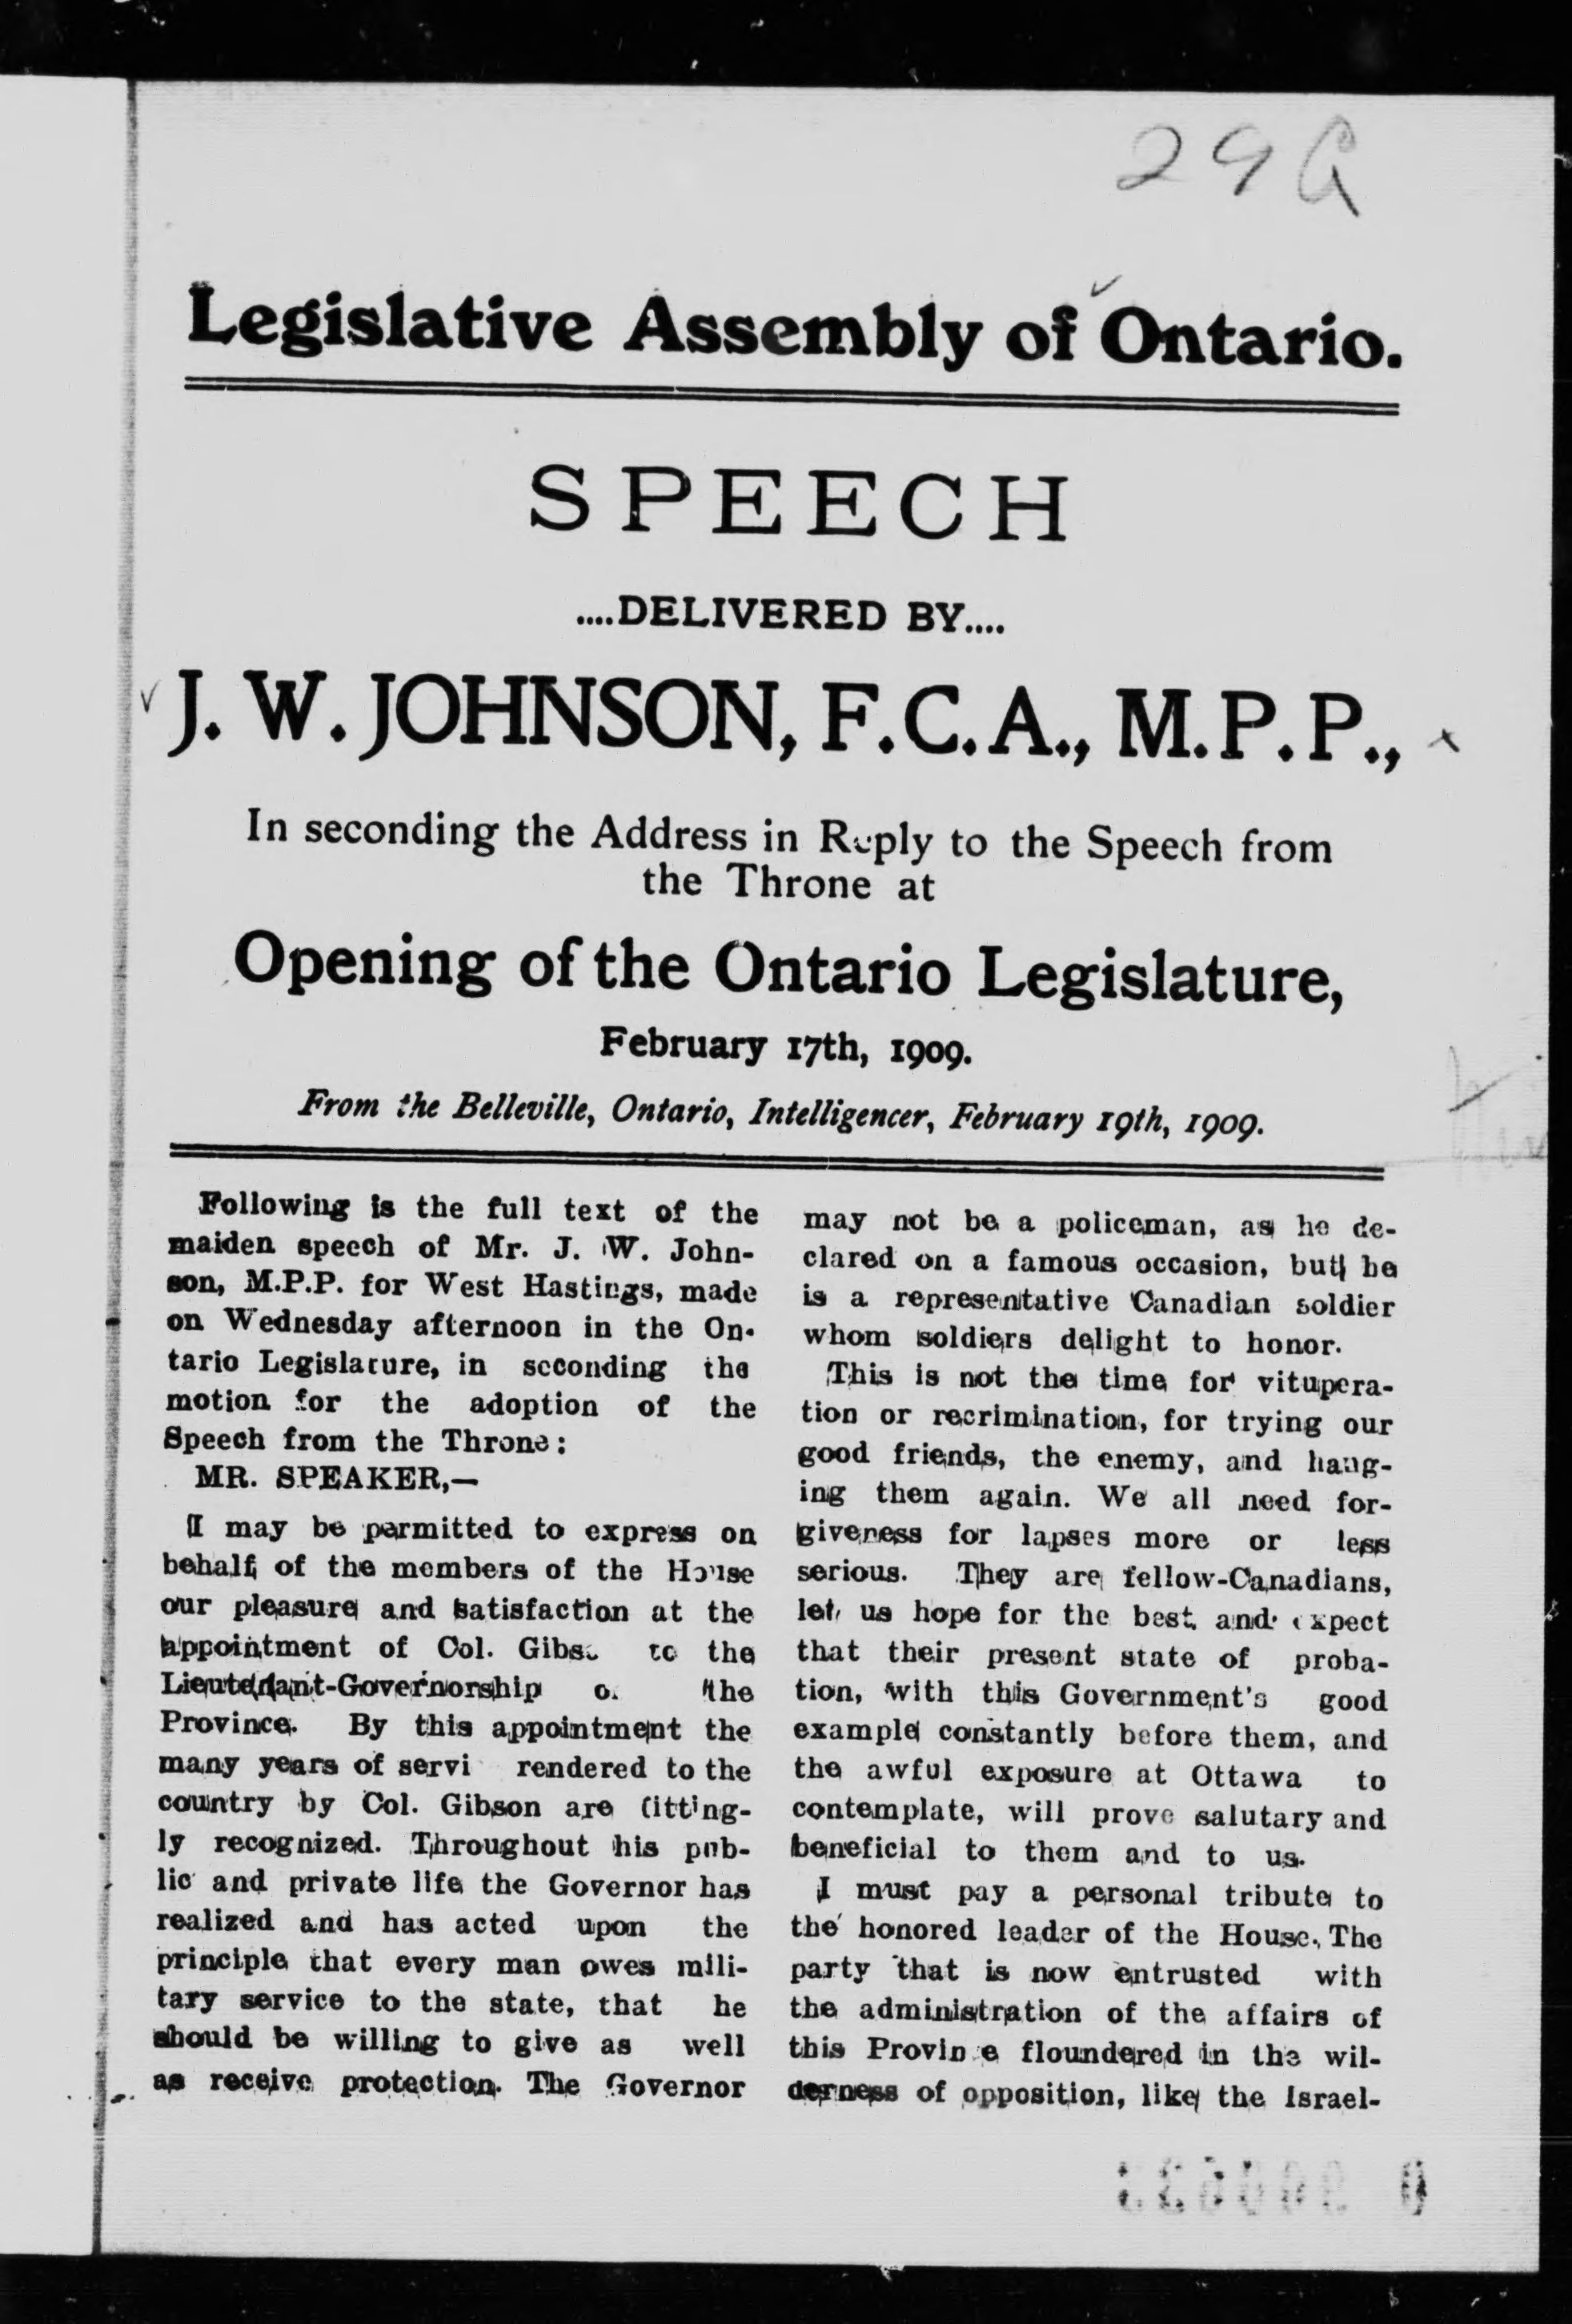 29G
Legislative Assembly of Ontario.
SPEECH
....DELIVERED BY....
J. W. JOHNSON, F.C.A., M.P.P.,
In seconding the Address in Reply to the Speech from
the Throne at
Opening of the Ontario Legislature,
February 17th, 1909.
From the Belleville, Ontario, Intelligencer, February 19th, 1909.
Following is the full text of the
maiden speech of Mr. J. W. John-
son, M.P.P. for West Hastings, made
on Wednesday afternoon in the On-
tario Legislature, in seconding the
motion for the adoption of the
Speech from the Throne:
MR. SPEAKER,—
I may be permitted to express on
behalf of the members of the House
our pleasure and satisfaction at the
appointment of Col. Gibs. to the
Lieutenant-Governorship o. the
Province. By this appointment the
many years of servi rendered to the
country by Col. Gibson are fitting-
ly recognized. Throughout his pub-
lic and private life the Governor has
realized and has acted upon the
principle that every man owes mili-
tary service to the state, that he
should be willing to give as well
as receive protection. The Governor
may not be a policeman, as he de-
clared on a famous occasion, but he
is a representative Canadian soldier
whom soldiers delight to honor.
This is not the time for vitupera-
tion or recrimination, for trying our
good friends, the enemy, and hang-
ing them again. We all need for-
giveness for lapses more or less
serious. They are fellow-Canadians,
let us hope for the best and expect
that their present state of proba-
tion, with this Government's good
example constantly before them, and
the awful exposure at Ottawa to
contemplate, will prove salutary and
beneficial to them and to us.
I must pay a personal tribute to
the honored leader of the House. The
party that is now entrusted with
the administration of the affairs of
this Provin e floundered in the wil-
derness of opposition, like the Israel-